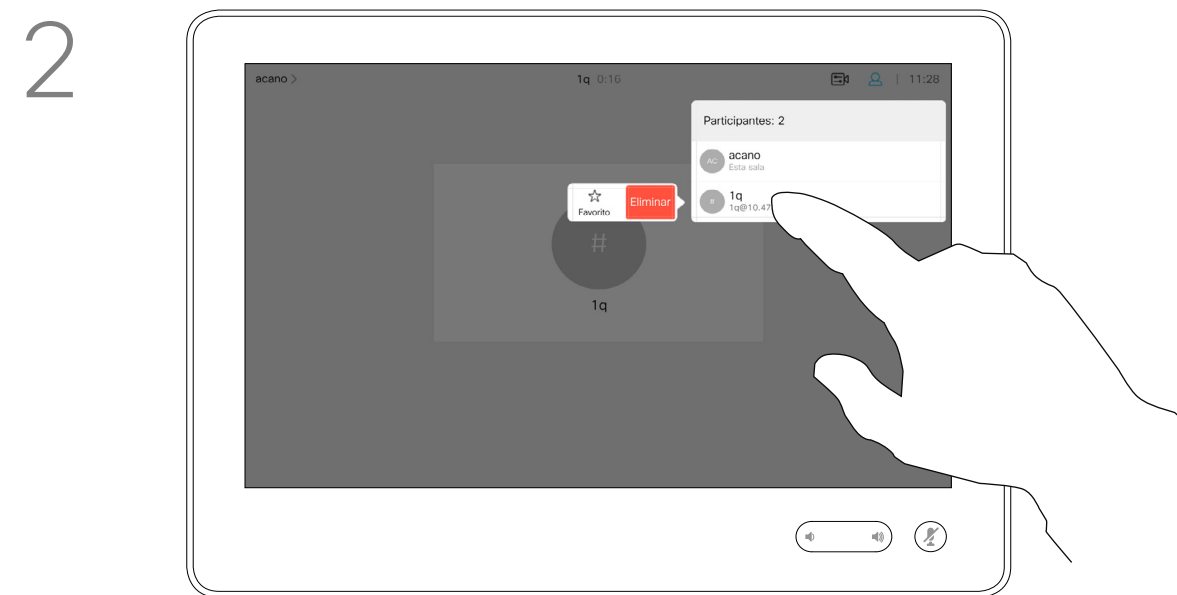 2
acano >
1q 0:16
| 11:28
Participantes: 2
AC
acano
Esta sala
#
1q
1q@10.47
Favorito
Eliminar
#
1q